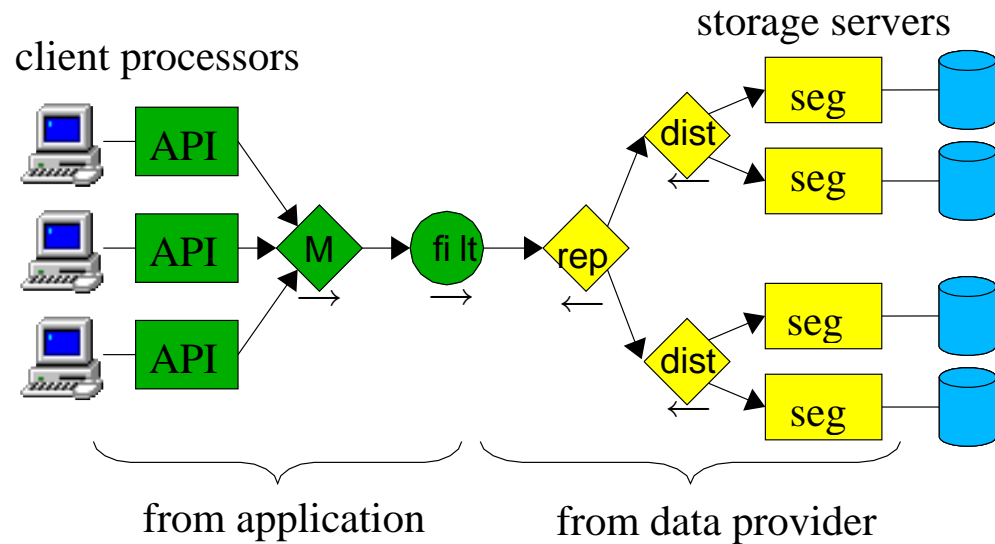 storage servers
client processors
API
API
API
M
fi lt
rep
dist
dist
seg
seg
seg
seg
from application
from data provider